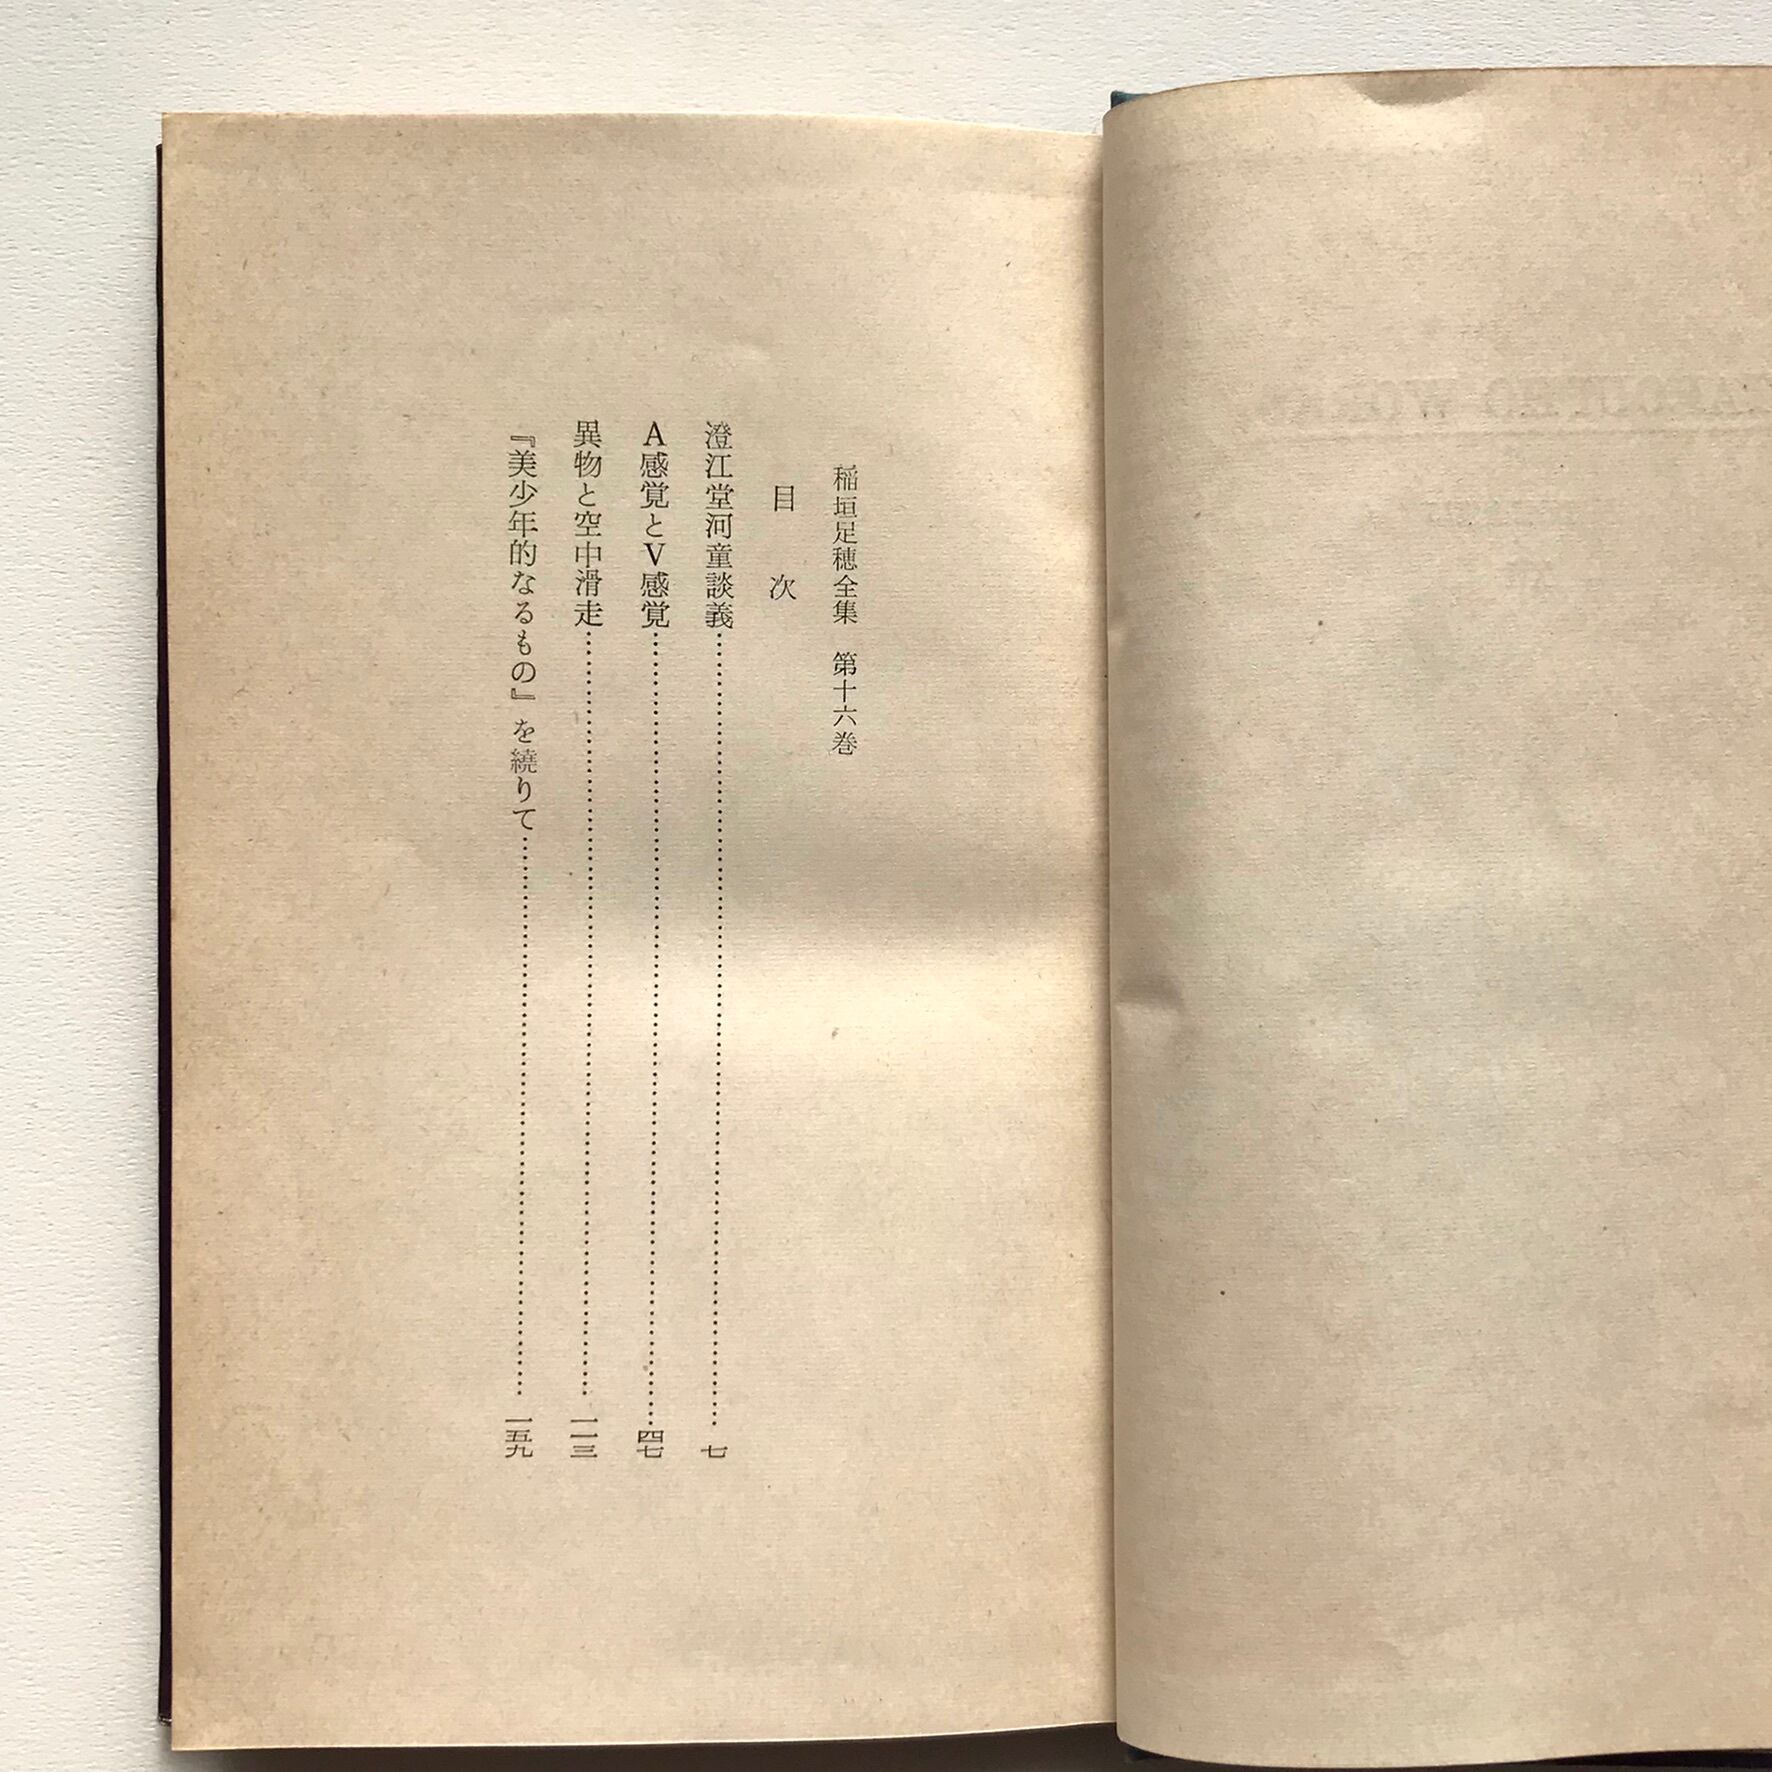 稲垣足穂全集　第十六巻
目次
澄江堂河童談義……七
A感覚とV感覚……四七
異物と空中滑走……一一三
『美少年的なるもの』を繞りて……一五九